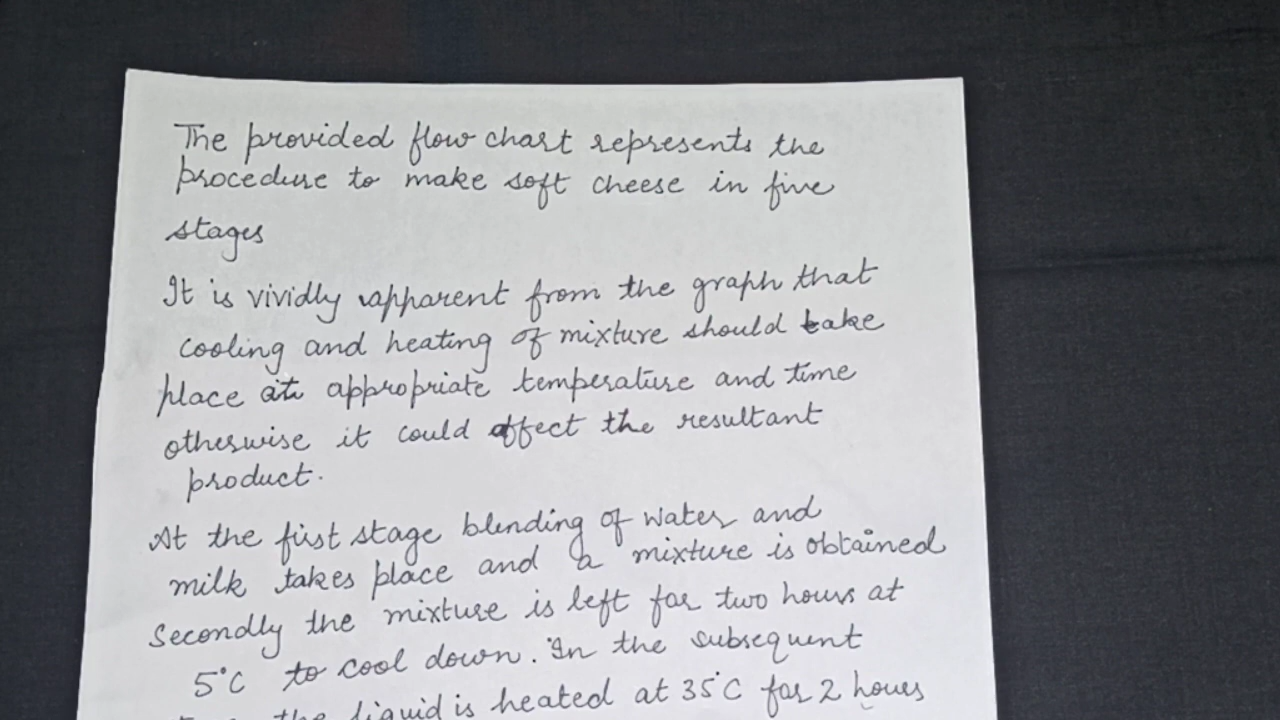 The provided flow chart represents the
procedure to make soft cheese in five
stages
It is vividly apparent from the graph that
cooling and heating of mixture should take
place at appropriate temperature and time
otherwise it could affect the resultant
product.
At the first stage blending of water and
milk takes place and a mixture is obtained
Secondly the mixture is left for two hours at
5°C to cool down. In the subsequent
the liquid is heated at 35°C for 2 hours